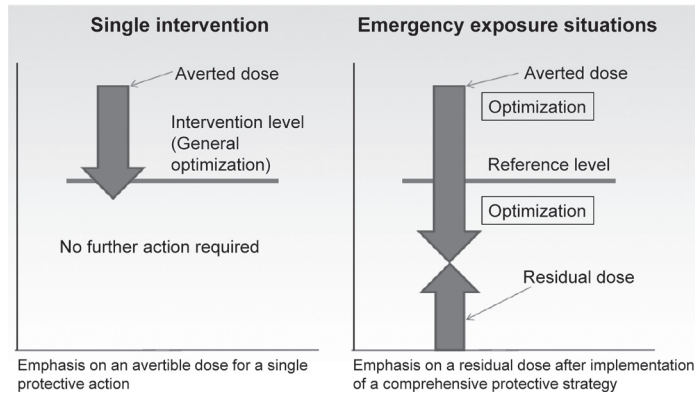 Single intervention
Averted dose
Intervention level
(General
optimization)
No further action required
Emphasis on an avertible dose for a single
protective action
Emergency exposure situations
Averted dose
Optimization
Reference level
Optimization
Residual dose
Emphasis on a residual dose after implementation
of a comprehensive protective strategy